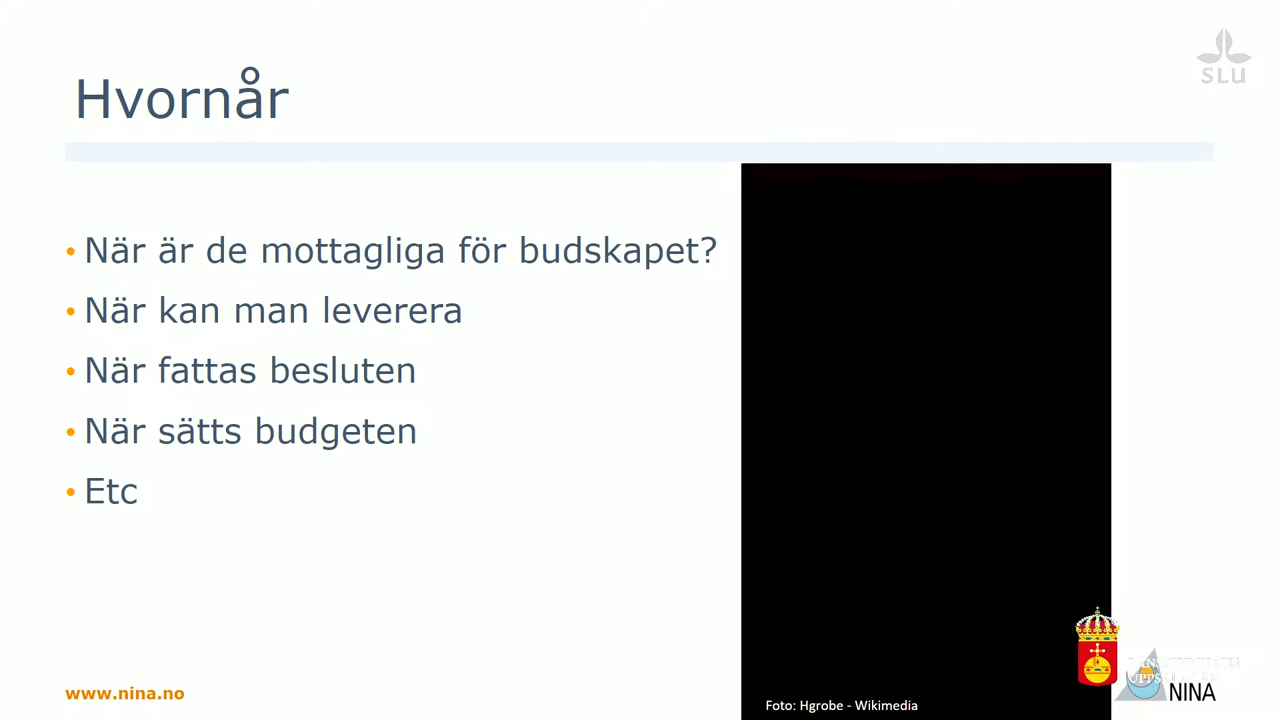 SLU
Hvornår
• När är de mottagliga för budskapet?
• När kan man leverera
• När fattas besluten
• När sätts budgeten
• Etc
www.nina.no
Foto: Hgrobe - Wikimedia
NINA